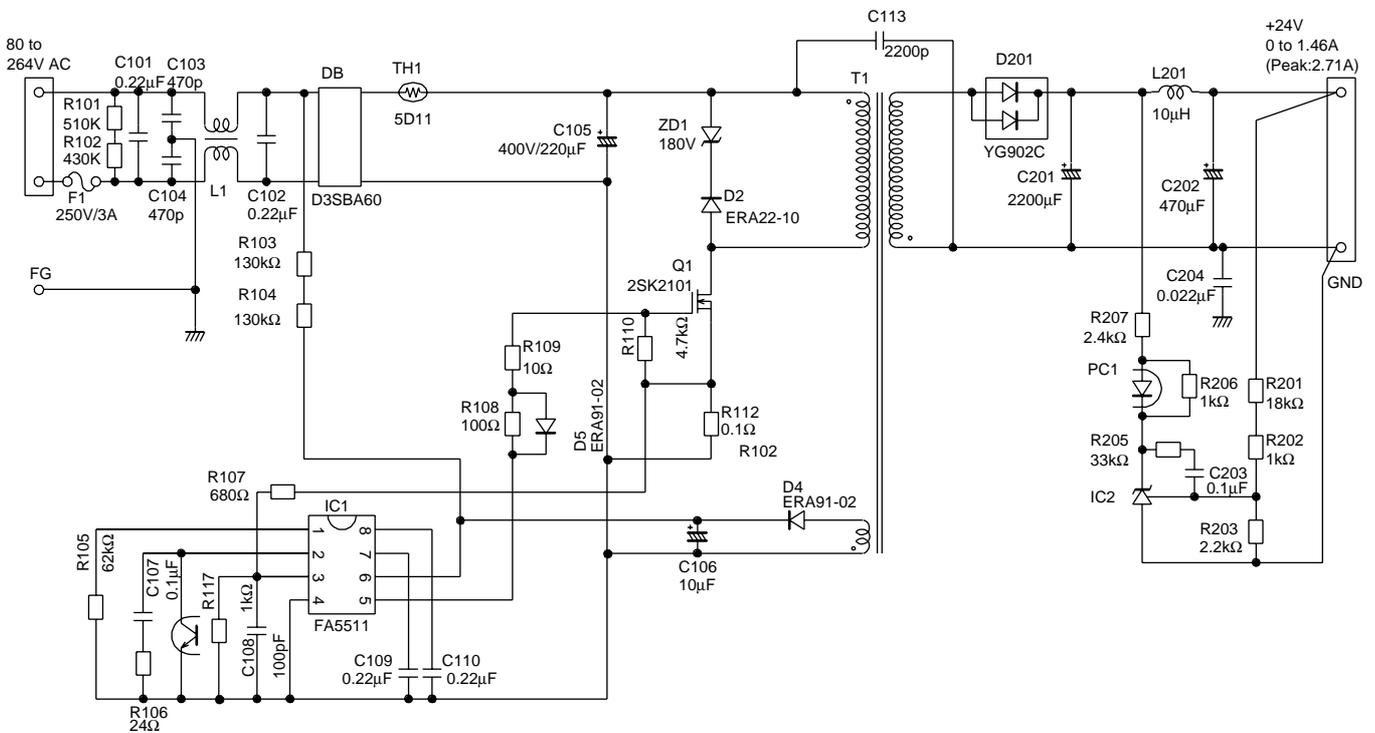 80 to
264V AC
C101
0.22µF
C103
470p
R101
510K
R102
430K
F1
250V/3A
C104
470p
L1
C102
0.22µF
DB
D3SBA60
TH1
5D11
C105
400V/220µF
ZD1
180V
D2
ERA22-10
C113
2200p
T1
D201
YG902C
C201
2200µF
L201
10µH
C202
470µF
+24V
0 to 1.46A
(Peak:2.71A)
GND
C204
0.022µF
FG
R103
130kΩ
R104
130kΩ
Q1
2SK2101
R110
4.7kΩ
R109
10Ω
R108
100Ω
D5
ERA91-02
R112
0.1Ω
R102
R207
2.4kΩ
PC1
R206
1kΩ
R201
18kΩ
R205
33kΩ
R202
1kΩ
C203
0.1µF
IC2
R203
2.2kΩ
R107
680Ω
D4
ERA91-02
C106
10µF
IC1
1
2
3
4
8
7
6
5
FA5511
R105
62kΩ
C107
0.1µF
R117
1kΩ
C108
100pF
C109
0.22µF
C110
0.22µF
R106
24Ω